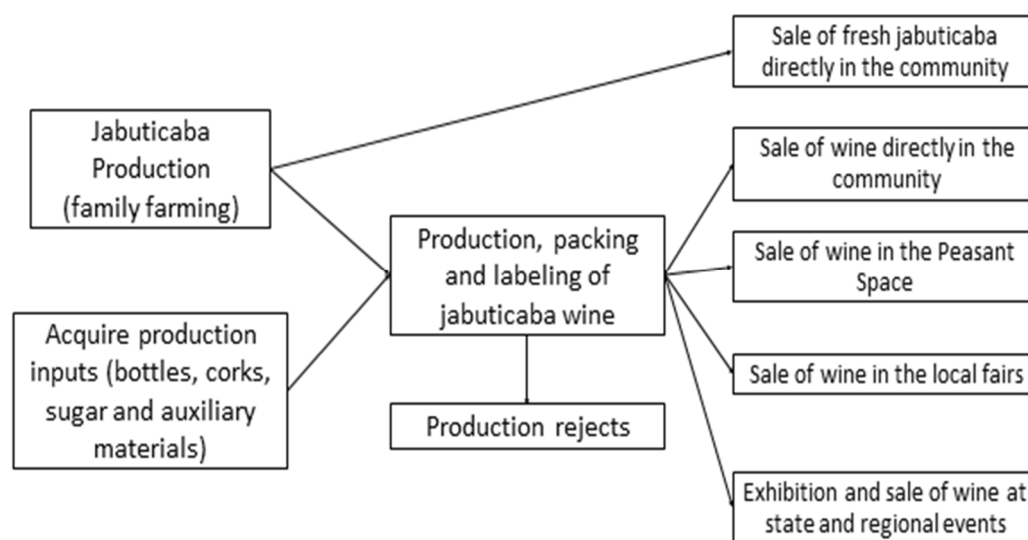 Jabuticaba
Production
(family farming)
Acquire production
inputs (bottles, corks,
sugar and auxiliary
materials)
Production, packing
and labeling of
jabuticaba wine
Production rejects
Sale of fresh jabuticaba
directly in the community
Sale of wine directly in the
community
Sale of wine in the Peasant
Space
Sale of wine in the local fairs
Exhibition and sale of wine at
state and regional events